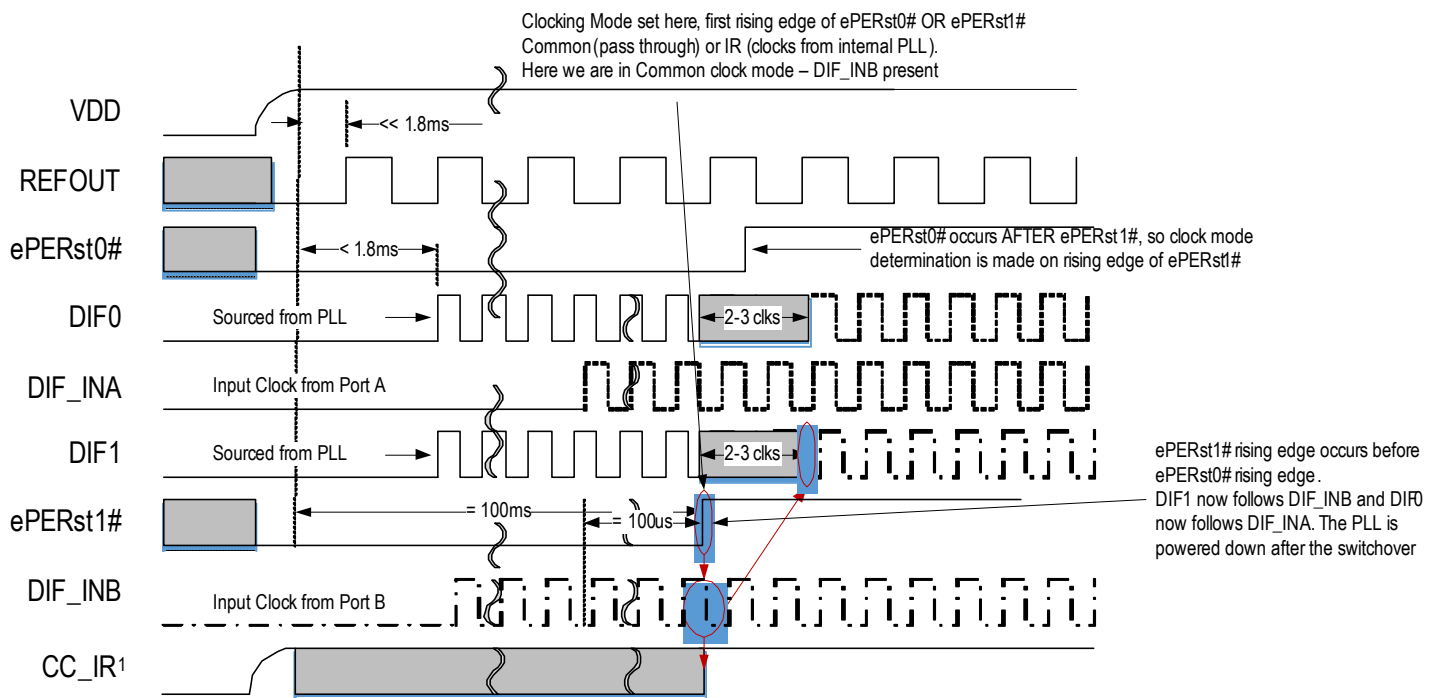 Clocking Mode set here, first rising edge of ePERst0# OR ePERst1#
Common (pass through) or IR (clocks from internal PLL).
Here we are in Common clock mode – DIF_INB present
VDD
<< 1.8ms
REFOUT
ePERst0#
< 1.8ms
ePERst0# occurs AFTER ePERst1#, so clock mode
determination is made on rising edge of ePERst1#
DIF0
Sourced from PLL
2-3 clks
DIF_INA
Input Clock from Port A
DIF1
Sourced from PLL
2-3 clks
ePERst1# rising edge occurs before
ePERst0# rising edge.
DIF1 now follows DIF_INB and DIF0
now follows DIF_INA. The PLL is
powered down after the switchover
ePERst1#
= 100ms
= 100us
DIF_INB
Input Clock from Port B
CC_IR¹